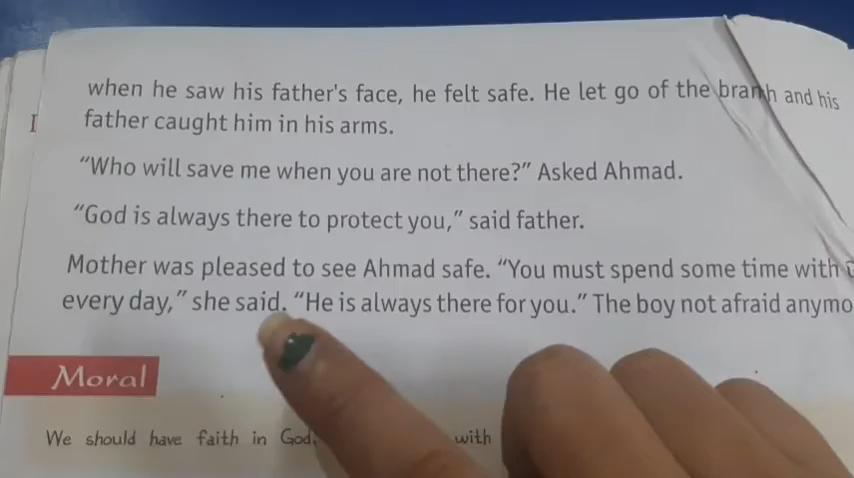 when he saw his father's face, he felt safe. He let go of the branch and his
father caught him in his arms.
"Who will save me when you are not there?" Asked Ahmad.
"God is always there to protect you," said father.
Mother was pleased to see Ahmad safe. "You must spend some time with
every day," she said. "He is always there for you." The boy not afraid anymo
Moral
We should have faith in God. with